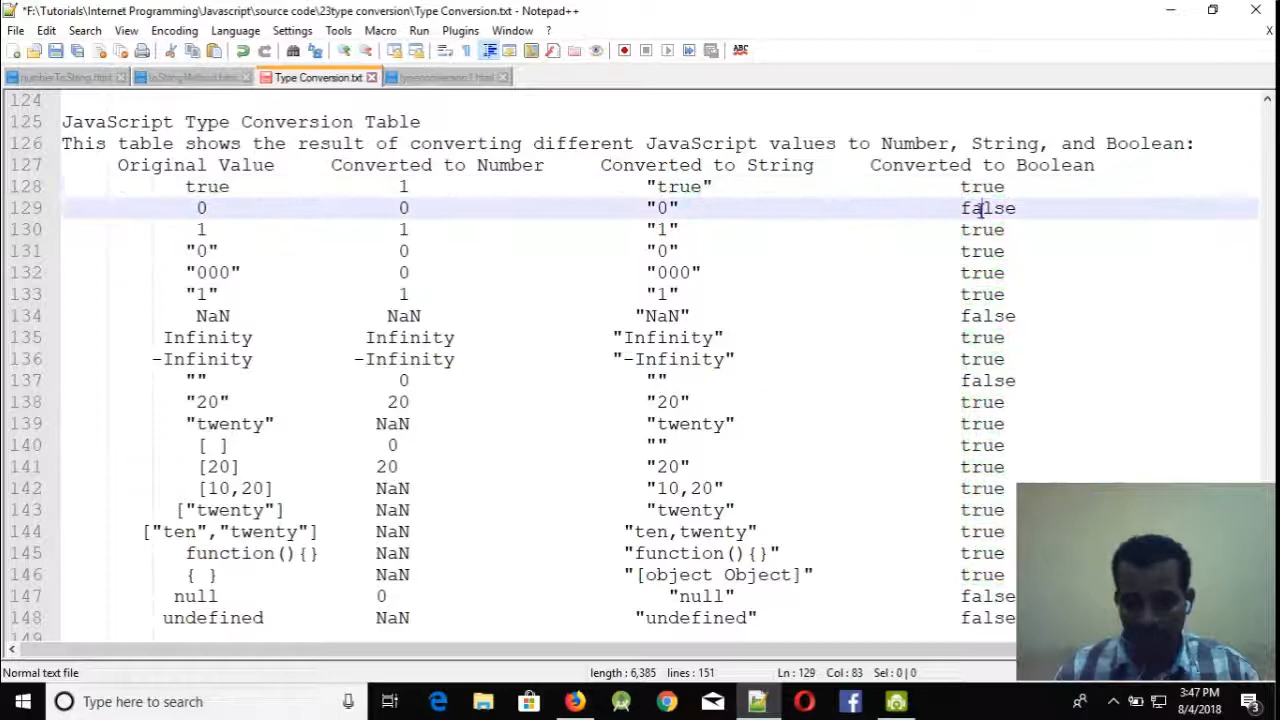 *F:\Tutorials\Internet Programming\Javascript\source code\23type conversion\Type Conversion.txt - Notepad++
File Edit Search View Encoding Language Settings Tools Macro Run Plugins Window ? X
numberToString.html toStringMethod.html Type Conversion.txt typeconversion1.html
124
125 JavaScript Type Conversion Table
126 This table shows the result of converting different JavaScript values to Number, String, and Boolean:
127 Original Value Converted to Number Converted to String Converted to Boolean
128 true 1 "true" true
129 0 0 "0" false
130 1 1 "1" true
131 "0" 0 "0" true
132 "000" 0 "000" true
133 "1" 1 "1" true
134 NaN NaN "NaN" false
135 Infinity Infinity "Infinity" true
136 -Infinity -Infinity "-Infinity" true
137 "" 0 "" false
138 "20" 20 "20" true
139 "twenty" NaN "twenty" true
140 [ ] 0 "" true
141 [20] 20 "20" true
142 [10,20] NaN "10,20" true
143 ["twenty"] NaN "twenty" true
144 ["ten","twenty"] NaN "ten,twenty" true
145 function(){} NaN "function(){}" true
146 { } NaN "[object Object]" true
147 null 0 "null" false
148 undefined NaN "undefined" false
149
Normal text file length : 6,385 lines : 151 Ln : 129 Col : 83 Sel : 0 | 0
Type here to search
3:47 PM
8/4/2018